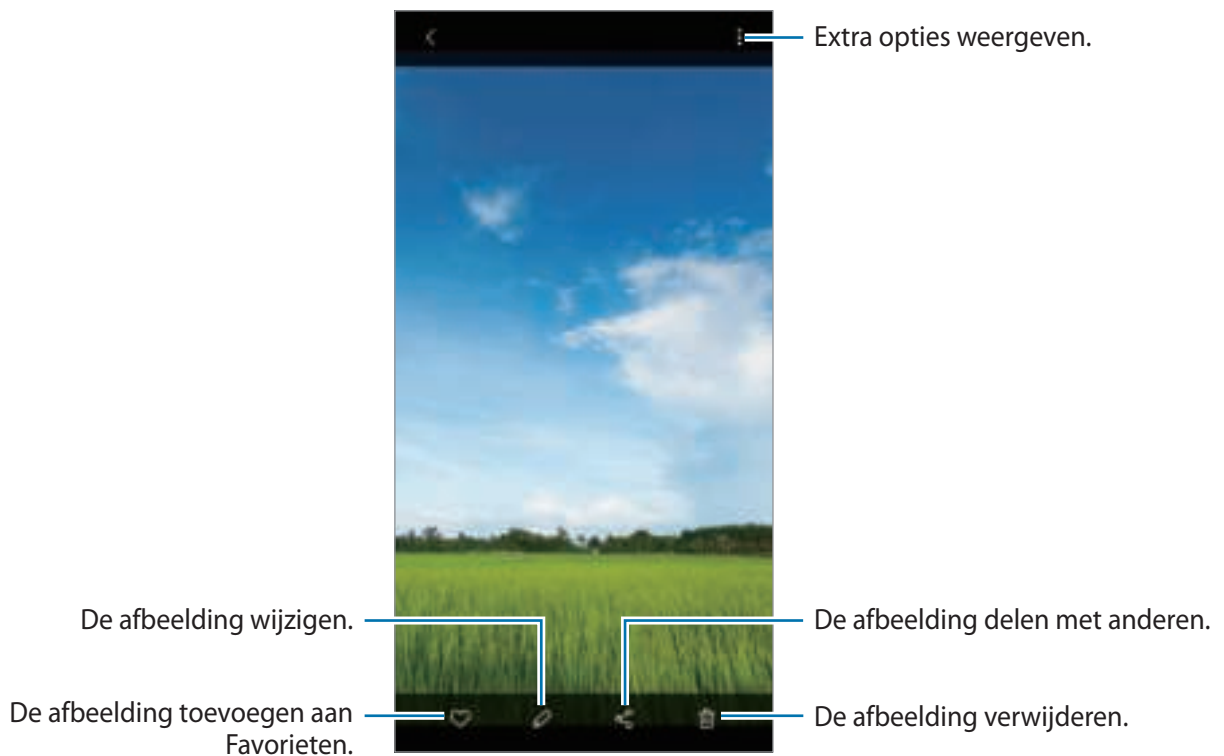 Extra opties weergeven.
De afbeelding wijzigen.
De afbeelding delen met anderen.
De afbeelding toevoegen aan
Favorieten.
De afbeelding verwijderen.